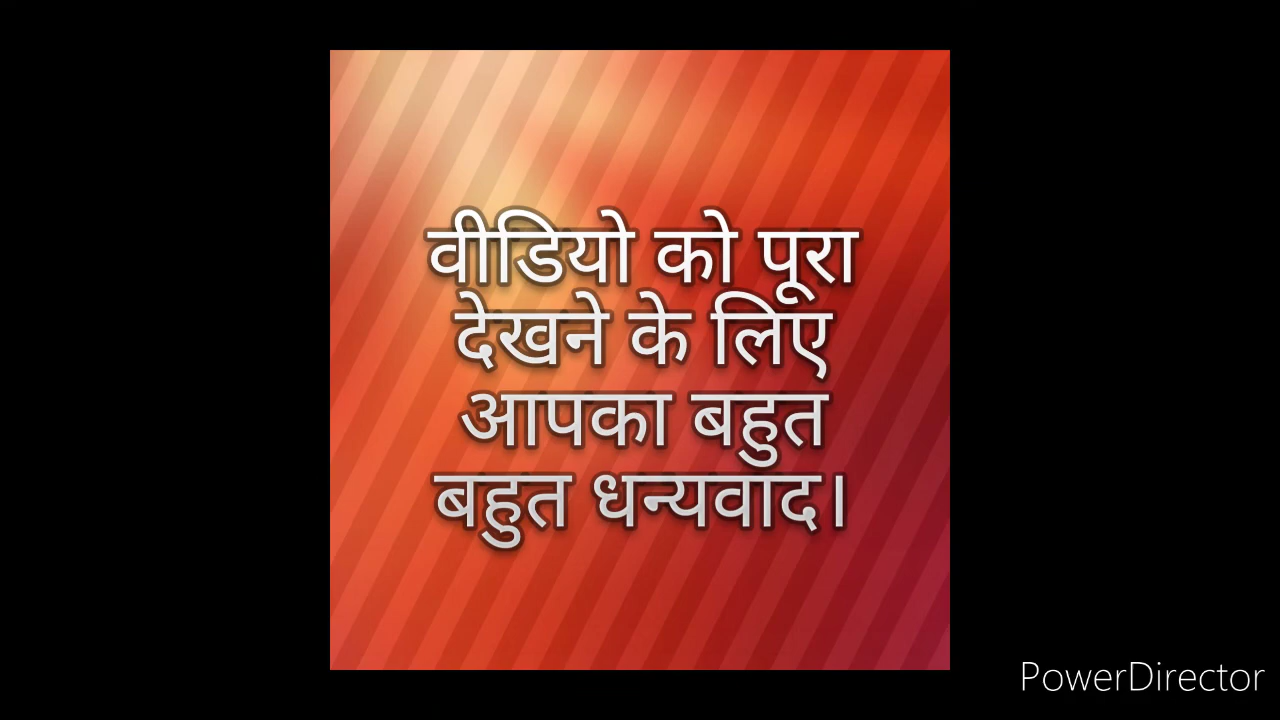 वीडियो को पूरा
देखने के लिए
आपका बहुत
बहुत धन्यवाद।
PowerDirector